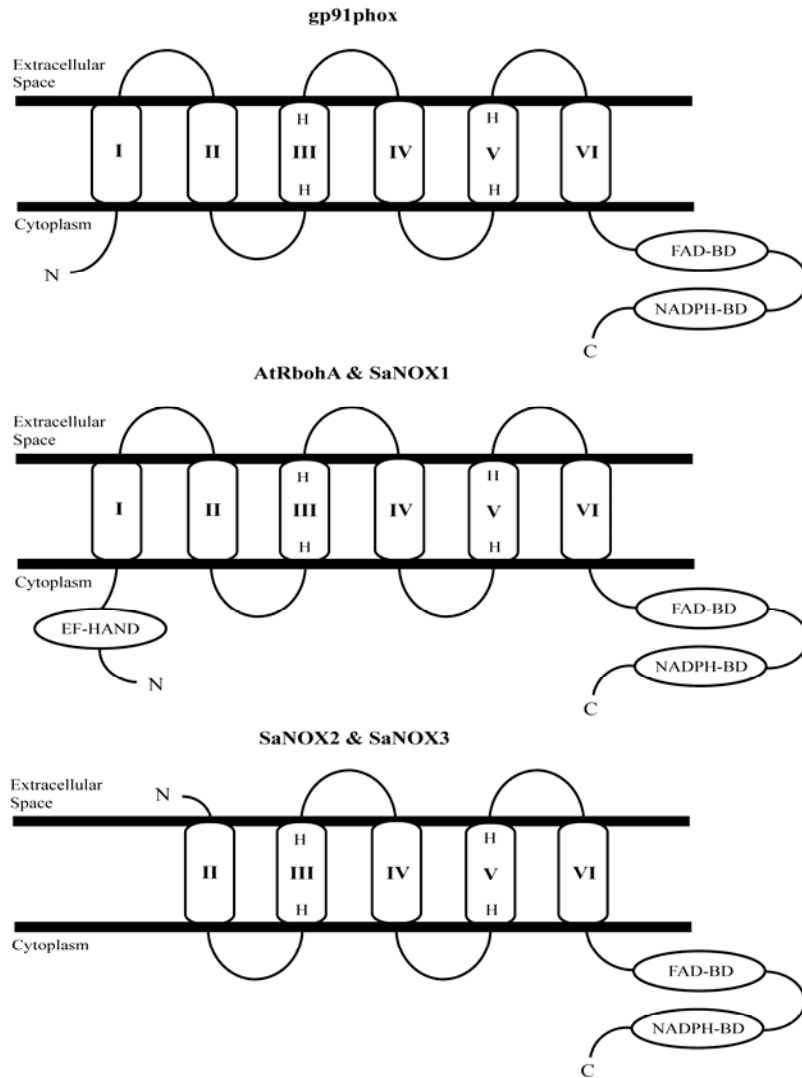 gp91phox
Extracellular
Space
H H
I II III IV V VI
H H
Cytoplasm
FAD-BD
N
NADPH-BD
C
AtRbohA & SaNOX1
Extracellular
Space
H H
I II III IV V VI
H H
Cytoplasm
FAD-BD
EF-HAND
NADPH-BD
N
C
SaNOX2 & SaNOX3
Extracellular
Space
N
H H
II III IV V VI
H H
Cytoplasm
FAD-BD
NADPH-BD
C